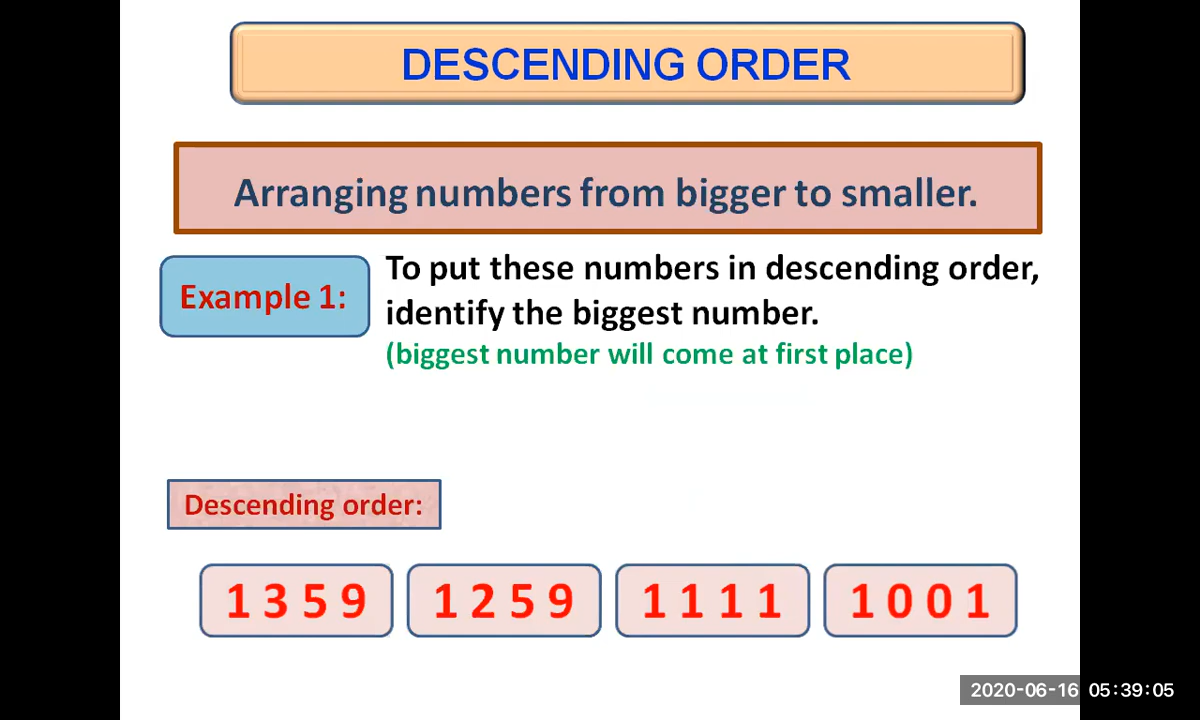 DESCENDING ORDER
Arranging numbers from bigger to smaller.
Example 1:
To put these numbers in descending order,
identify the biggest number.
(biggest number will come at first place)
Descending order:
1 3 5 9 1 2 5 9 1 1 1 1 1 0 0 1
2020-06-16 05:39:05